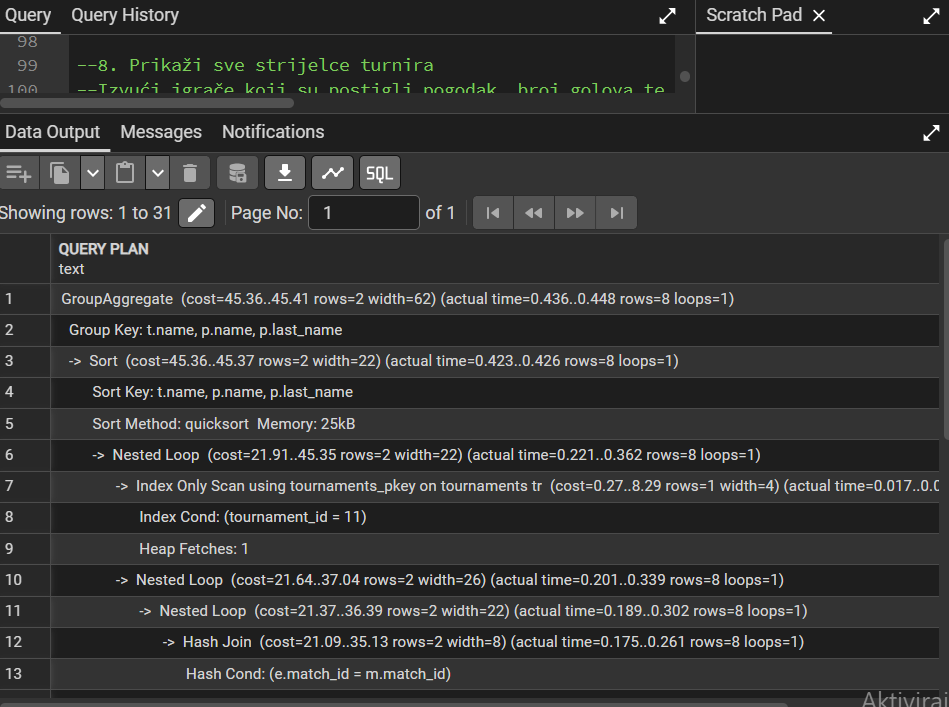 Query Query History Scratch Pad ×
98
99 --8. Prikaži sve strijelce turnira
100 --Izvući igrače koji su postigli pogodak, broj golova te
Data Output Messages Notifications
SQL
Showing rows: 1 to 31 Page No: 1 of 1
QUERY PLAN
text
1 GroupAggregate (cost=45.36..45.41 rows=2 width=62) (actual time=0.436..0.448 rows=8 loops=1)
2 Group Key: t.name, p.name, p.last_name
3 -> Sort (cost=45.36..45.37 rows=2 width=22) (actual time=0.423..0.426 rows=8 loops=1)
4 Sort Key: t.name, p.name, p.last_name
5 Sort Method: quicksort Memory: 25kB
6 -> Nested Loop (cost=21.91..45.35 rows=2 width=22) (actual time=0.221..0.362 rows=8 loops=1)
7 -> Index Only Scan using tournaments_pkey on tournaments tr (cost=0.27..8.29 rows=1 width=4) (actual time=0.017..0.0
8 Index Cond: (tournament_id = 11)
9 Heap Fetches: 1
10 -> Nested Loop (cost=21.64..37.04 rows=2 width=26) (actual time=0.201..0.339 rows=8 loops=1)
11 -> Nested Loop (cost=21.37..36.39 rows=2 width=22) (actual time=0.189..0.302 rows=8 loops=1)
12 -> Hash Join (cost=21.09..35.13 rows=2 width=8) (actual time=0.175..0.261 rows=8 loops=1)
13 Hash Cond: (e.match_id = m.match_id)
Aktiviraj